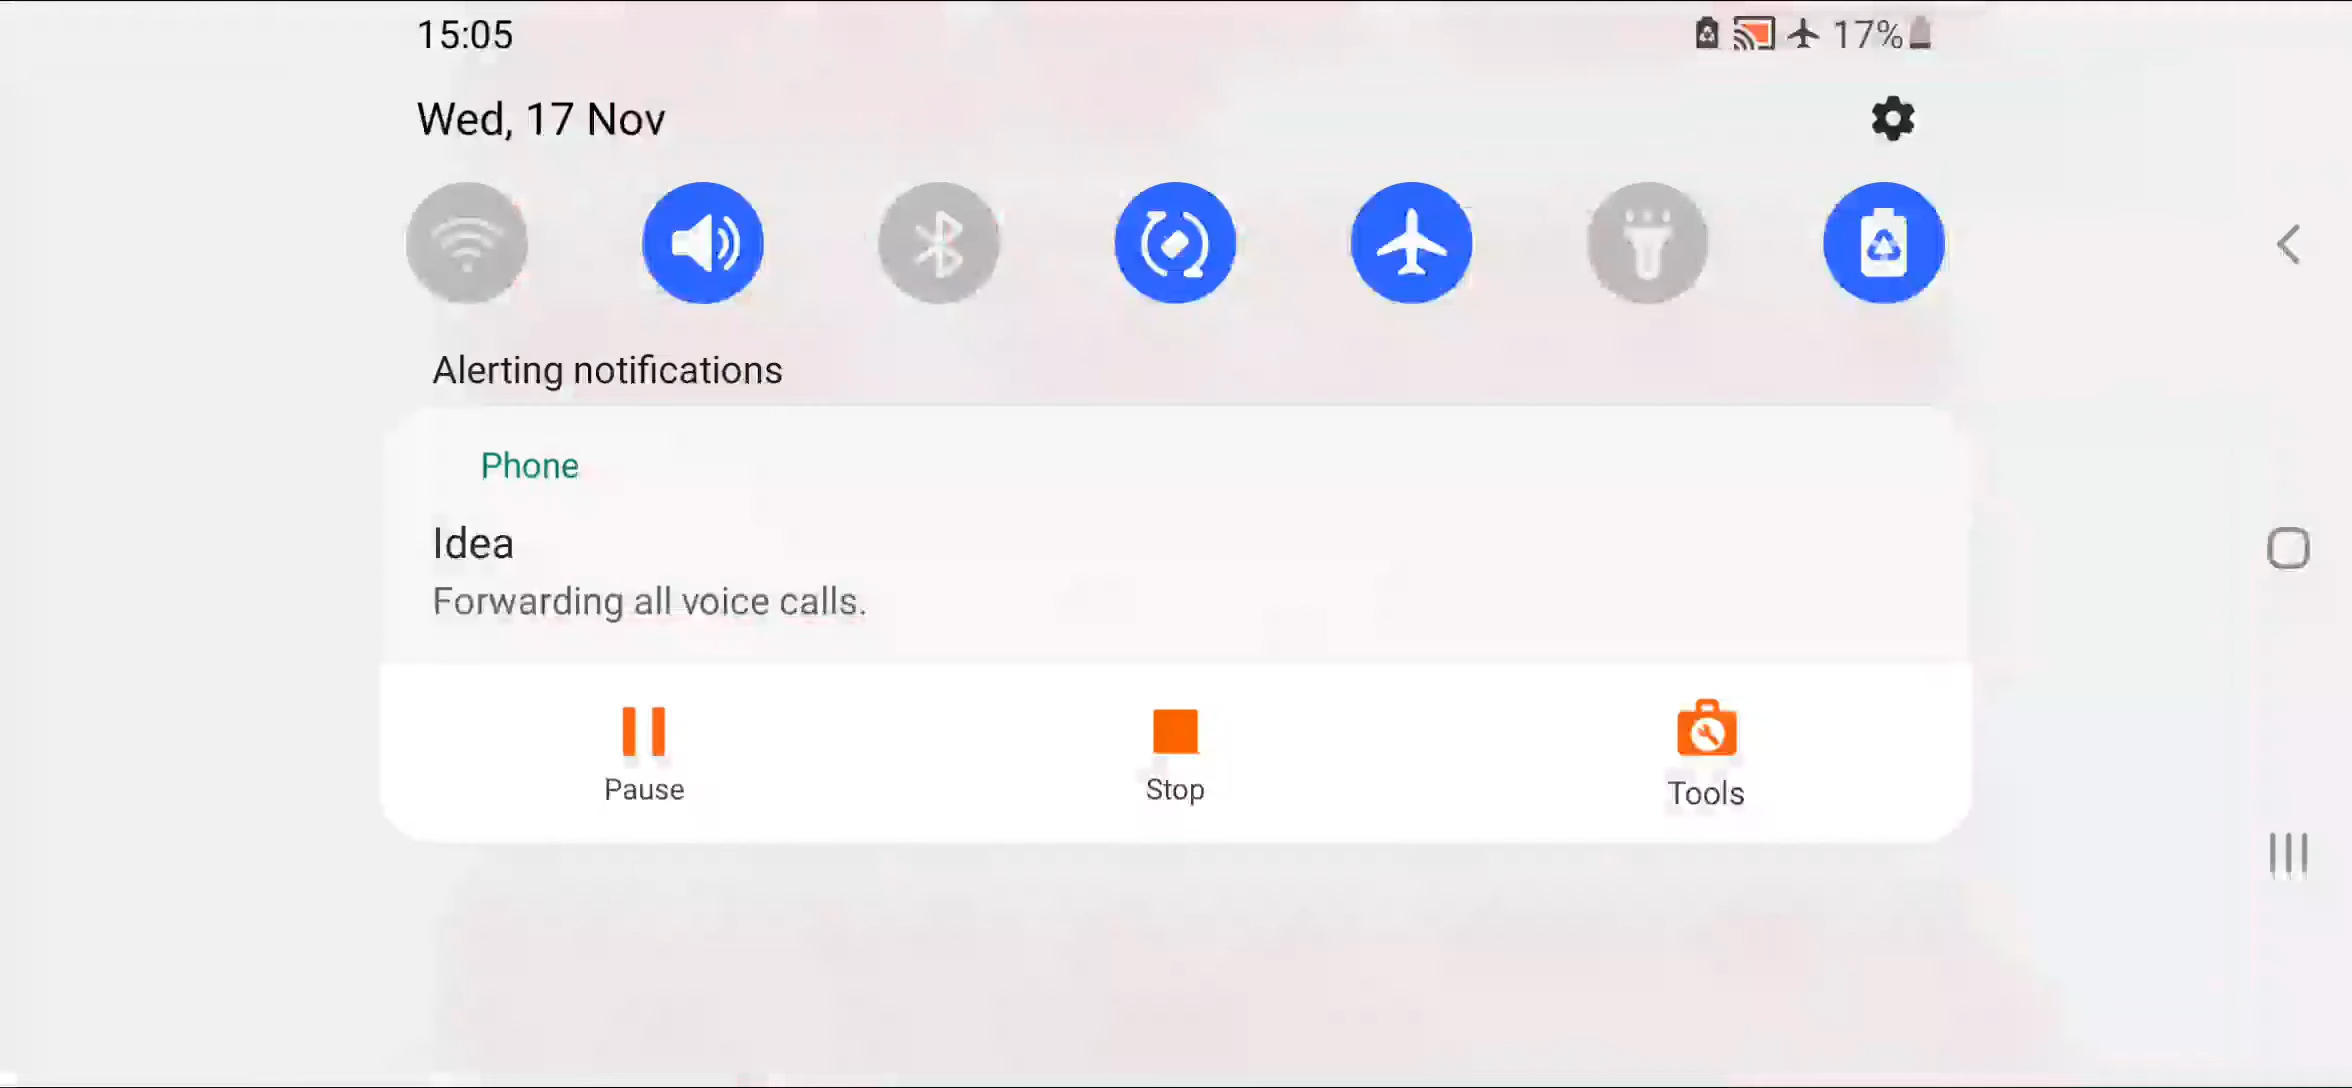 15:05
17%
Wed, 17 Nov
Alerting notifications
Phone
Idea
Forwarding all voice calls.
Pause
Stop
Tools